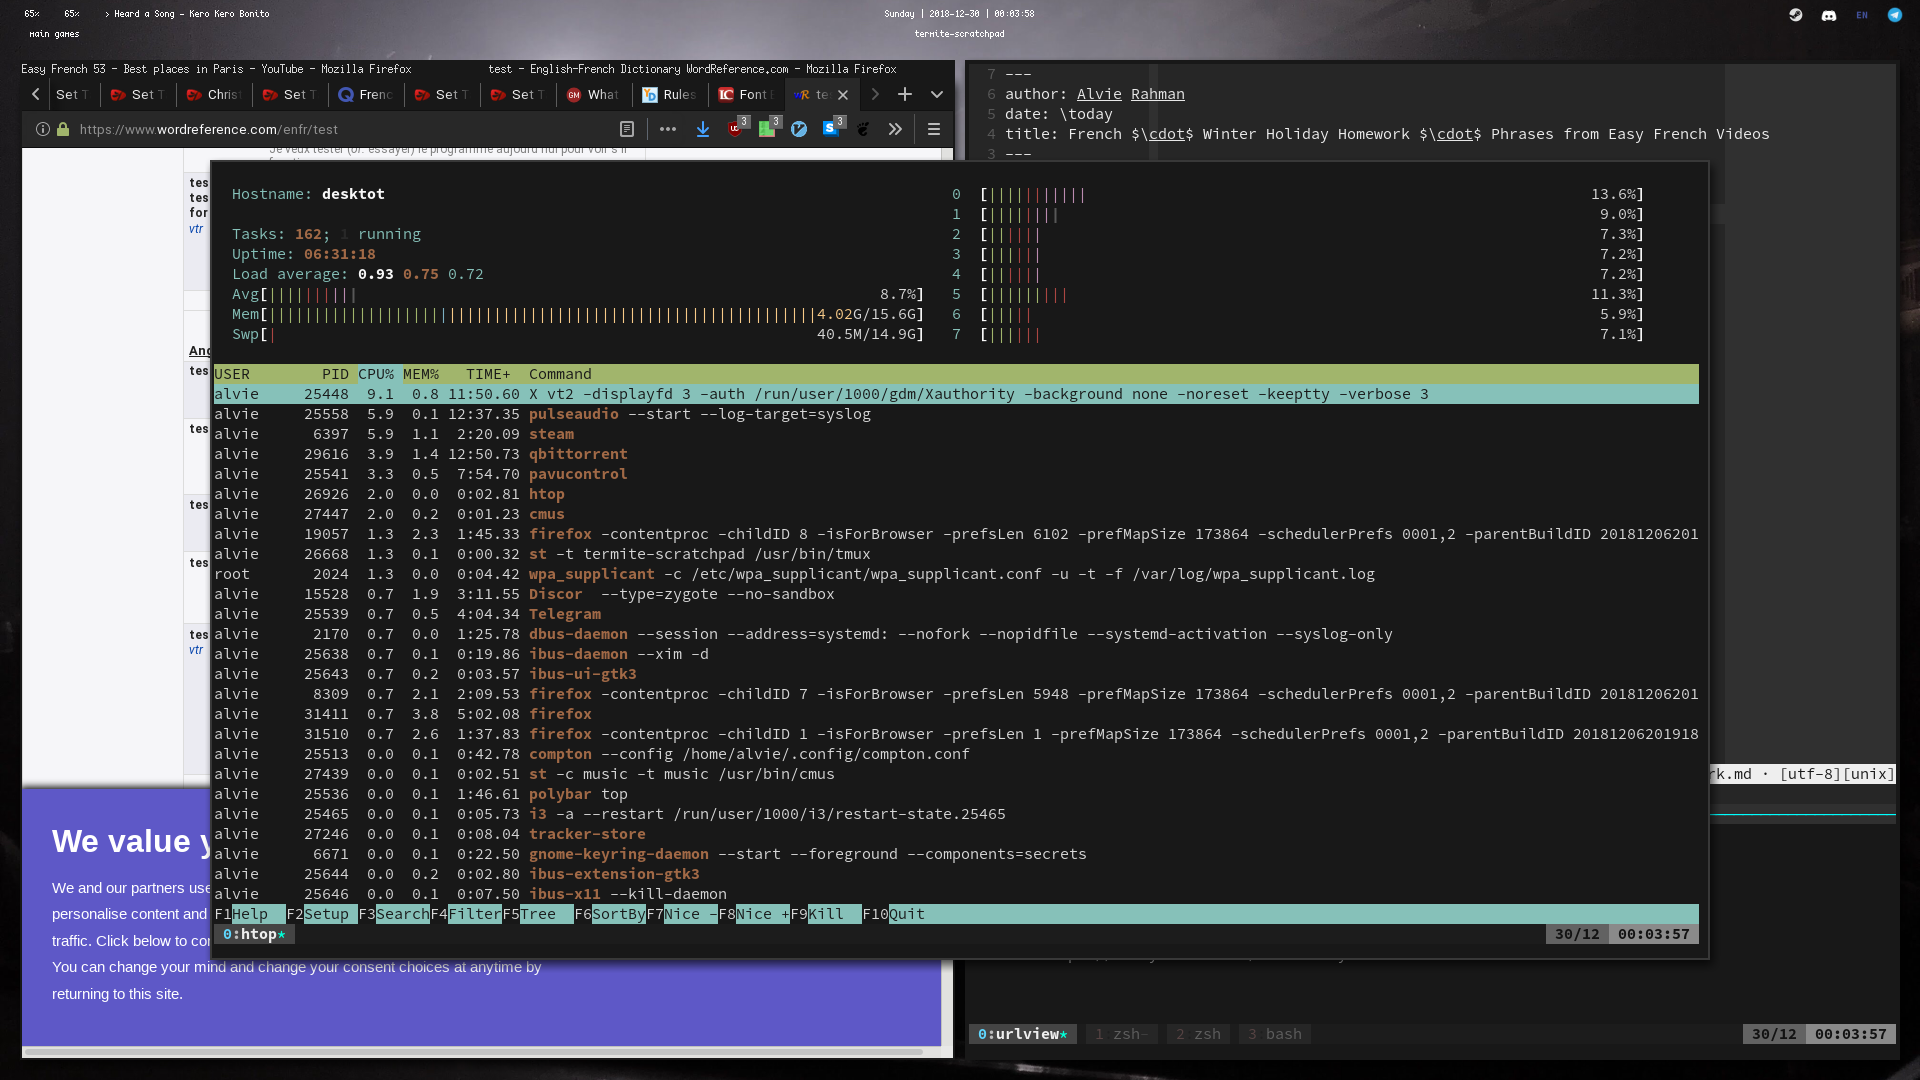 65%   65%   > Heard a Song - Kero Kero Bonito
Sunday | 2018-12-30 | 00:03:58
EN
main games
termite-scratchpad
Easy French 53 - Best places in Paris - YouTube - Mozilla Firefox
test - English-French Dictionary WordReference.com - Mozilla Firefox
Set T   Set T   Chris   Set T   Frenc   Set T   Set T   What   Rules   Font   te
https://www.wordreference.com/enfr/test
3   3   3
Je veux tester (or: essayer) le programme aujourd'hui pour voir s'il
7 ---
6 author: Alvie Rahman
5 date: \today
4 title: French $\cdot$ Winter Holiday Homework $\cdot$ Phrases from Easy French Videos
3 ---
tes
tes
for
vtr
Ang
tes
tes
tes
tes
tes
vtr
Hostname: desktot
Tasks: 162; 1 running
Uptime: 06:31:18
Load average: 0.93 0.75 0.72
Avg[ 8.7%]
Mem[ 4.02G/15.6G]
Swp[ 40.5M/14.9G]
0 [ 13.6%]
1 [ 9.0%]
2 [ 7.3%]
3 [ 7.2%]
4 [ 7.2%]
5 [ 11.3%]
6 [ 5.9%]
7 [ 7.1%]
USER PID CPU% MEM% TIME+ Command
alvie 25448 9.1 0.8 11:50.60 X vt2 -displayfd 3 -auth /run/user/1000/gdm/Xauthority -background none -noreset -keeptty -verbose 3
alvie 25558 5.9 0.1 12:37.35 pulseaudio --start --log-target=syslog
alvie 6397 5.9 1.1 2:20.09 steam
alvie 29616 3.9 1.4 12:50.73 qbittorrent
alvie 25541 3.3 0.5 7:54.70 pavucontrol
alvie 26926 2.0 0.0 0:02.81 htop
alvie 27447 2.0 0.2 0:01.23 cmus
alvie 19057 1.3 2.3 1:45.33 firefox -contentproc -childID 8 -isForBrowser -prefsLen 6102 -prefMapSize 173864 -schedulerPrefs 0001,2 -parentBuildID 20181206201
alvie 26668 1.3 0.1 0:00.32 st -t termite-scratchpad /usr/bin/tmux
root 2024 1.3 0.0 0:04.42 wpa_supplicant -c /etc/wpa_supplicant/wpa_supplicant.conf -u -t -f /var/log/wpa_supplicant.log
alvie 15528 0.7 1.9 3:11.55 Discor --type=zygote --no-sandbox
alvie 25539 0.7 0.5 4:04.34 Telegram
alvie 2170 0.7 0.0 1:25.78 dbus-daemon --session --address=systemd: --nofork --nopidfile --systemd-activation --syslog-only
alvie 25638 0.7 0.1 0:19.86 ibus-daemon --xim -d
alvie 25643 0.7 0.2 0:03.57 ibus-ui-gtk3
alvie 8309 0.7 2.1 2:09.53 firefox -contentproc -childID 7 -isForBrowser -prefsLen 5948 -prefMapSize 173864 -schedulerPrefs 0001,2 -parentBuildID 20181206201
alvie 31411 0.7 3.8 5:02.08 firefox
alvie 31510 0.7 2.6 1:37.83 firefox -contentproc -childID 1 -isForBrowser -prefsLen 1 -prefMapSize 173864 -schedulerPrefs 0001,2 -parentBuildID 20181206201918
alvie 25513 0.0 0.1 0:42.78 compton --config /home/alvie/.config/compton.conf
alvie 27439 0.0 0.1 0:02.51 st -c music -t music /usr/bin/cmus
alvie 25536 0.0 0.1 1:46.61 polybar top
alvie 25465 0.0 0.1 0:05.73 i3 -a --restart /run/user/1000/i3/restart-state.25465
alvie 27246 0.0 0.1 0:08.04 tracker-store
alvie 6671 0.0 0.1 0:22.50 gnome-keyring-daemon --start --foreground --components=secrets
alvie 25644 0.0 0.2 0:02.80 ibus-extension-gtk3
alvie 25646 0.0 0.1 0:07.50 ibus-x11 --kill-daemon
F1Help F2Setup F3SearchF4FilterF5Tree F6SortByF7Nice -F8Nice +F9Kill F10Quit
0:htop*   30/12   00:03:57
rk.md · [utf-8][unix]
We value y
We and our partners use
personalise content and
traffic. Click below to co
You can change your mind and change your consent choices at anytime by
returning to this site.
0:urlview*   1 zsh-   2 zsh   3 bash   30/12   00:03:57